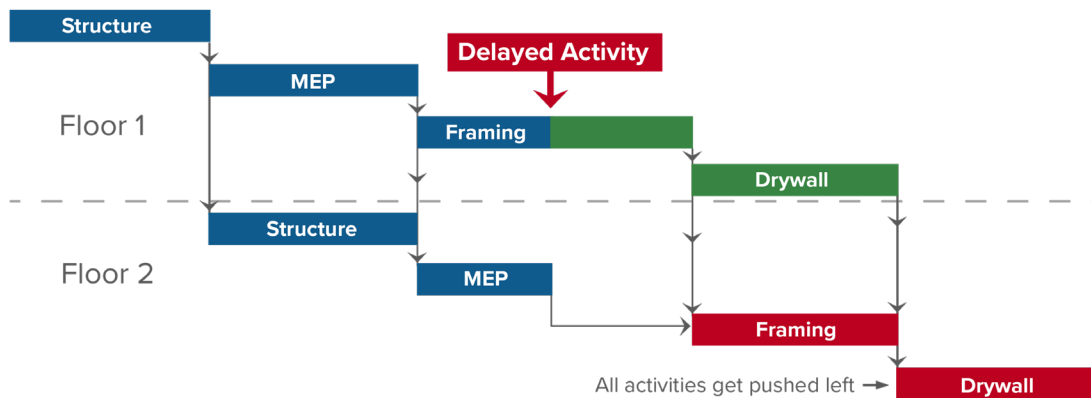 Structure
Delayed Activity
MEP
Floor 1
Framing
Drywall
Structure
Floor 2
MEP
Framing
All activities get pushed left
Drywall